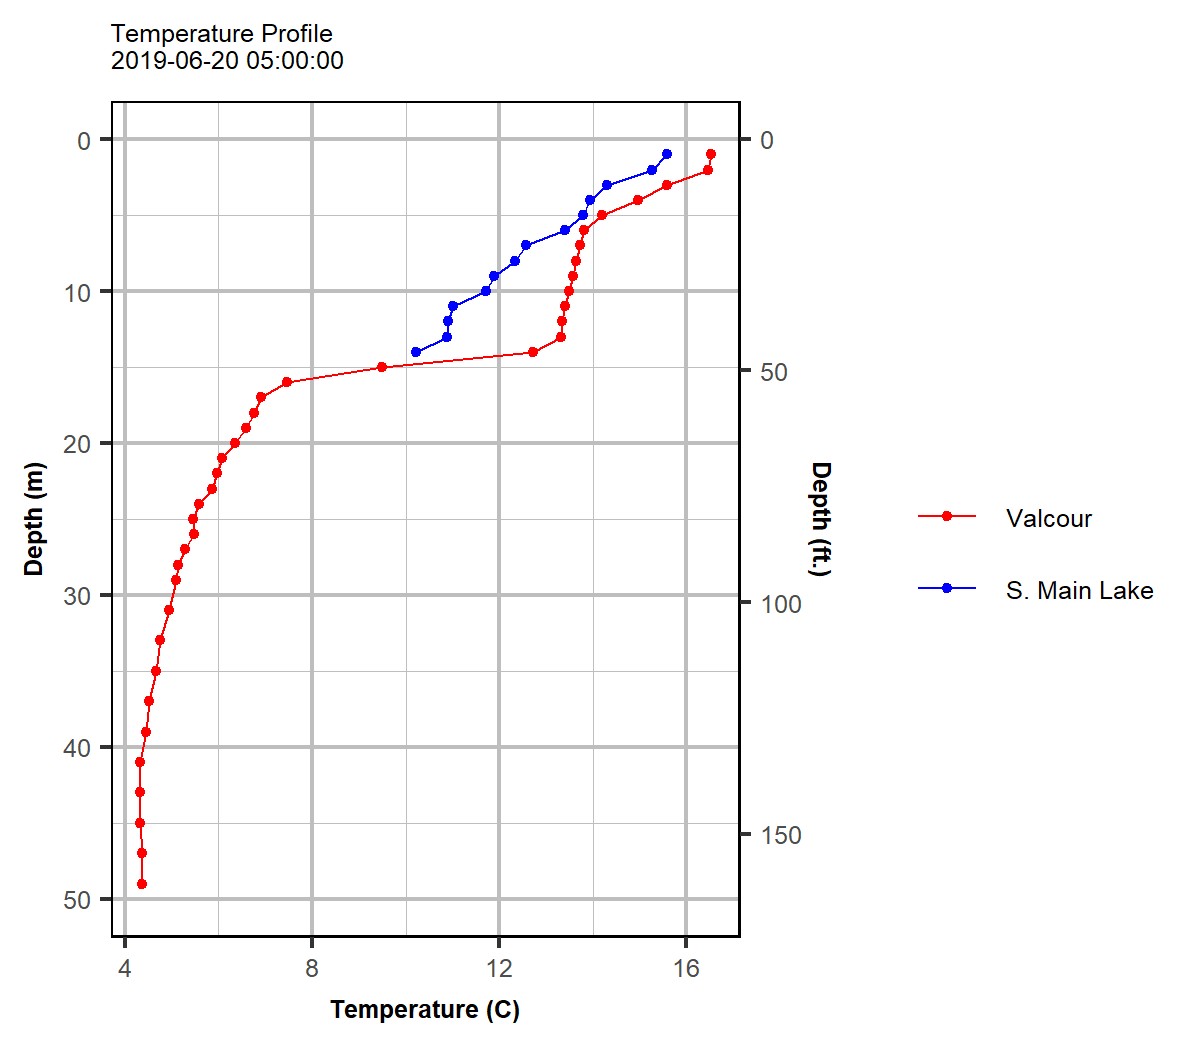 Temperature Profile
2019-06-20 05:00:00
0
10
20
30
40
50
Depth (m)
0
50
100
150
Depth (ft.)
4 8 12 16
Temperature (C)
Valcour
S. Main Lake